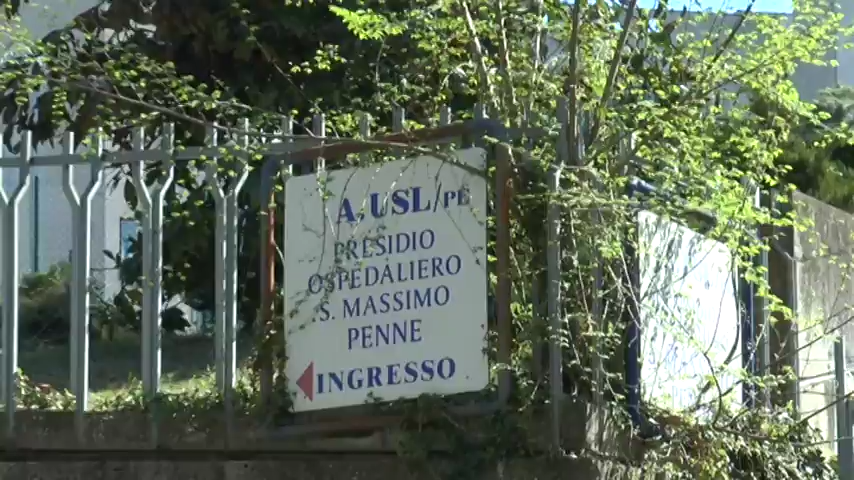 A. USL/PE
PRESIDIO
OSPEDALIERO
S. MASSIMO
PENNE
INGRESSO